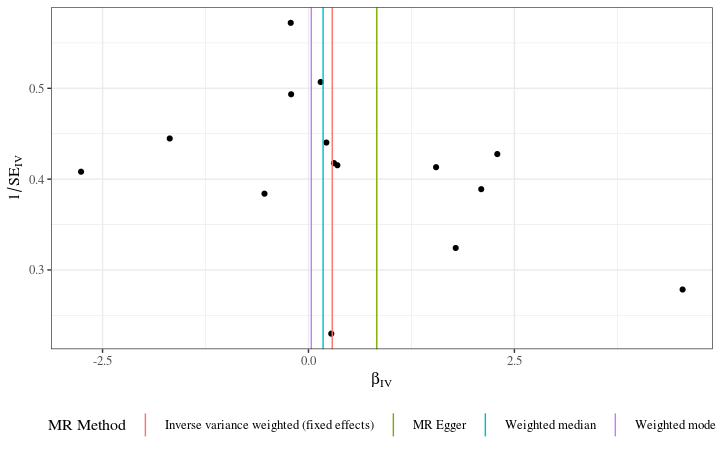 0.5
0.4
0.3
1/SE_IV
-2.5 0.0 2.5
β_IV
MR Method Inverse variance weighted (fixed effects) MR Egger Weighted median Weighted mode